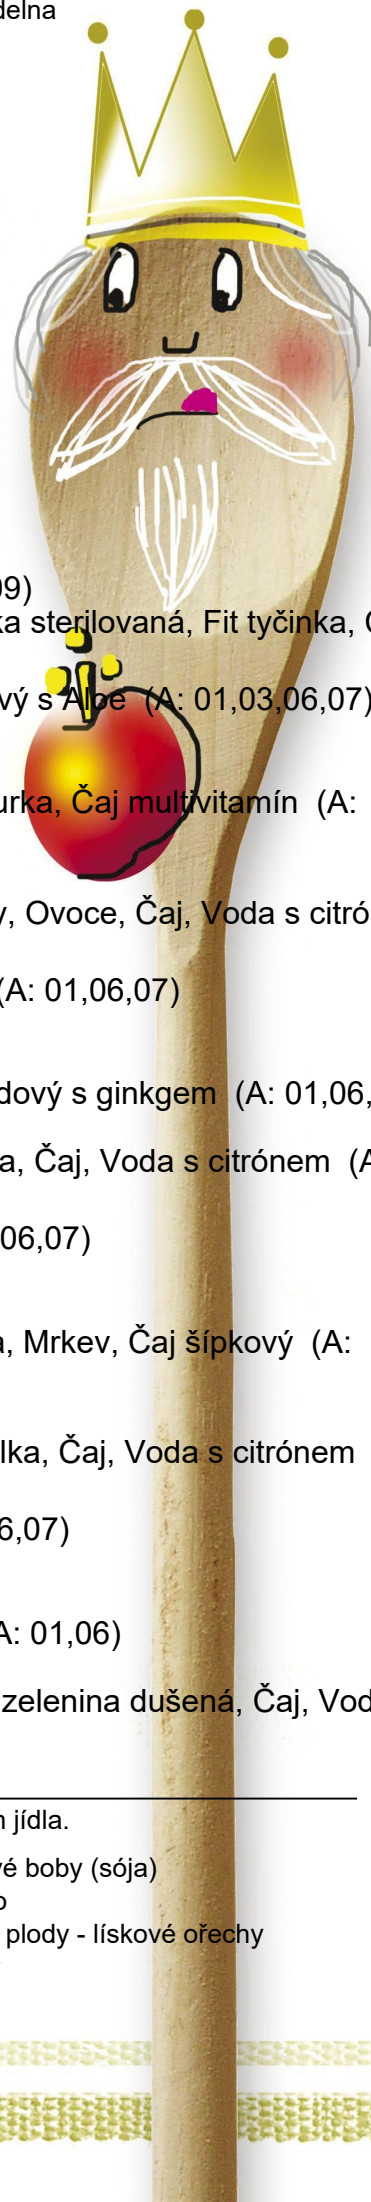 delna
09)
ka sterilovaná, Fit tyčinka,
vý s Aloe (A: 01,03,06,07)
urka, Čaj multivitamín (A:
y, Ovoce, Čaj, Voda s citró
(A: 01,06,07)
dový s ginkgem (A: 01,06,
a, Čaj, Voda s citrónem (A
06,07)
a, Mrkev, Čaj šípkový (A:
lka, Čaj, Voda s citrónem
6,07)
A: 01,06)
zelenina dušená, Čaj, Vod
m jídla.
vé boby (sója)
o
plody - lískové ořechy